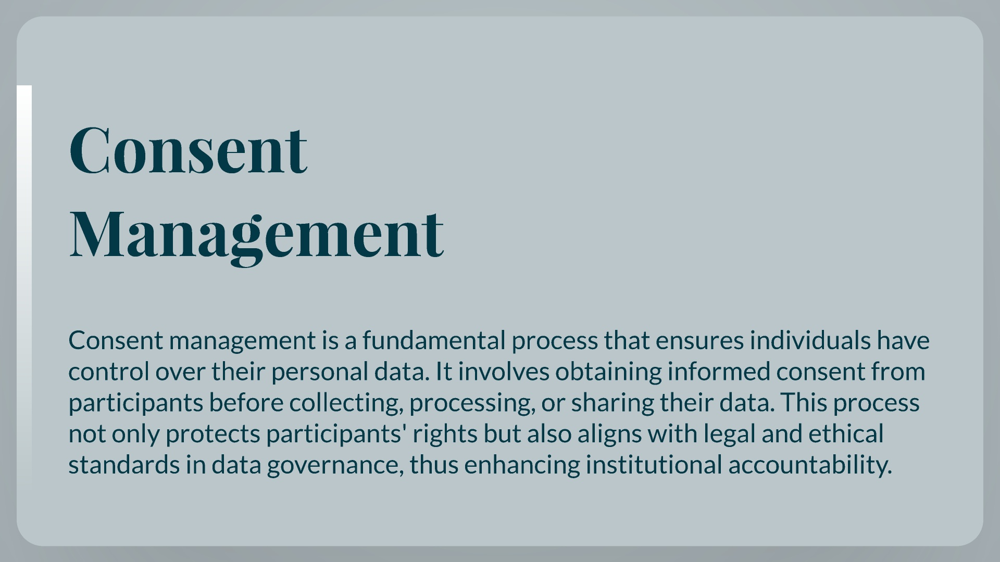 Consent
Management
Consent management is a fundamental process that ensures individuals have
control over their personal data. It involves obtaining informed consent from
participants before collecting, processing, or sharing their data. This process
not only protects participants' rights but also aligns with legal and ethical
standards in data governance, thus enhancing institutional accountability.